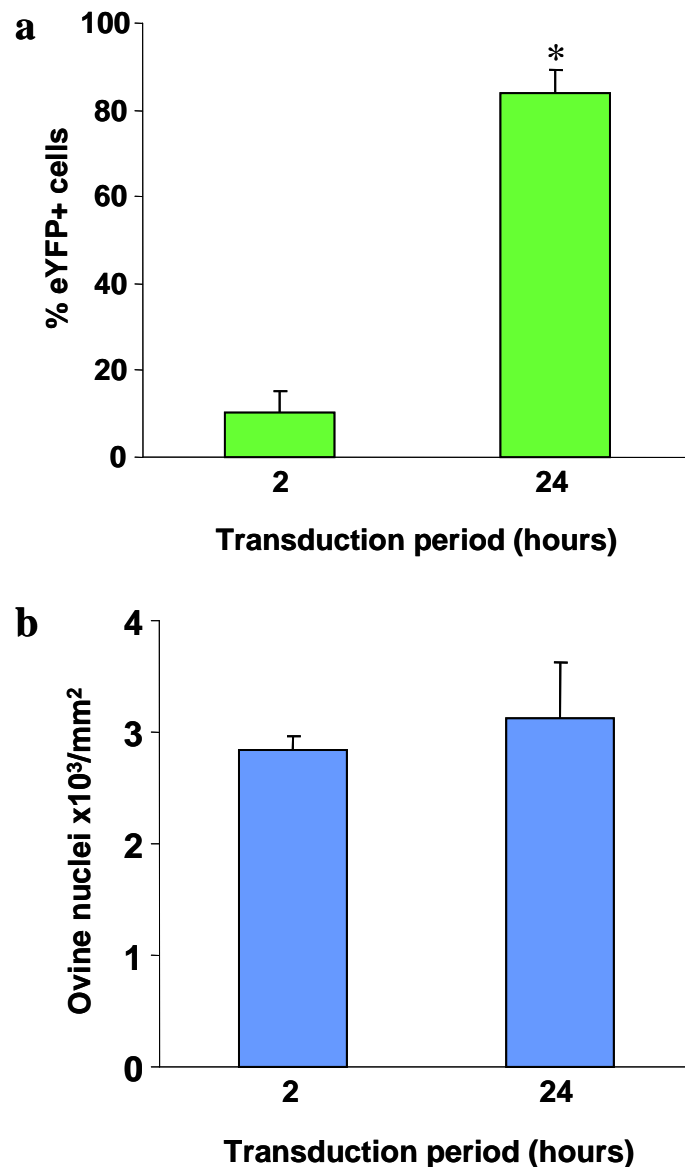 a
100
80
60
40
20
0
% eYFP+ cells
*
2 24
Transduction period (hours)
b
4
3
2
1
0
Ovine nuclei x10³/mm²
2 24
Transduction period (hours)